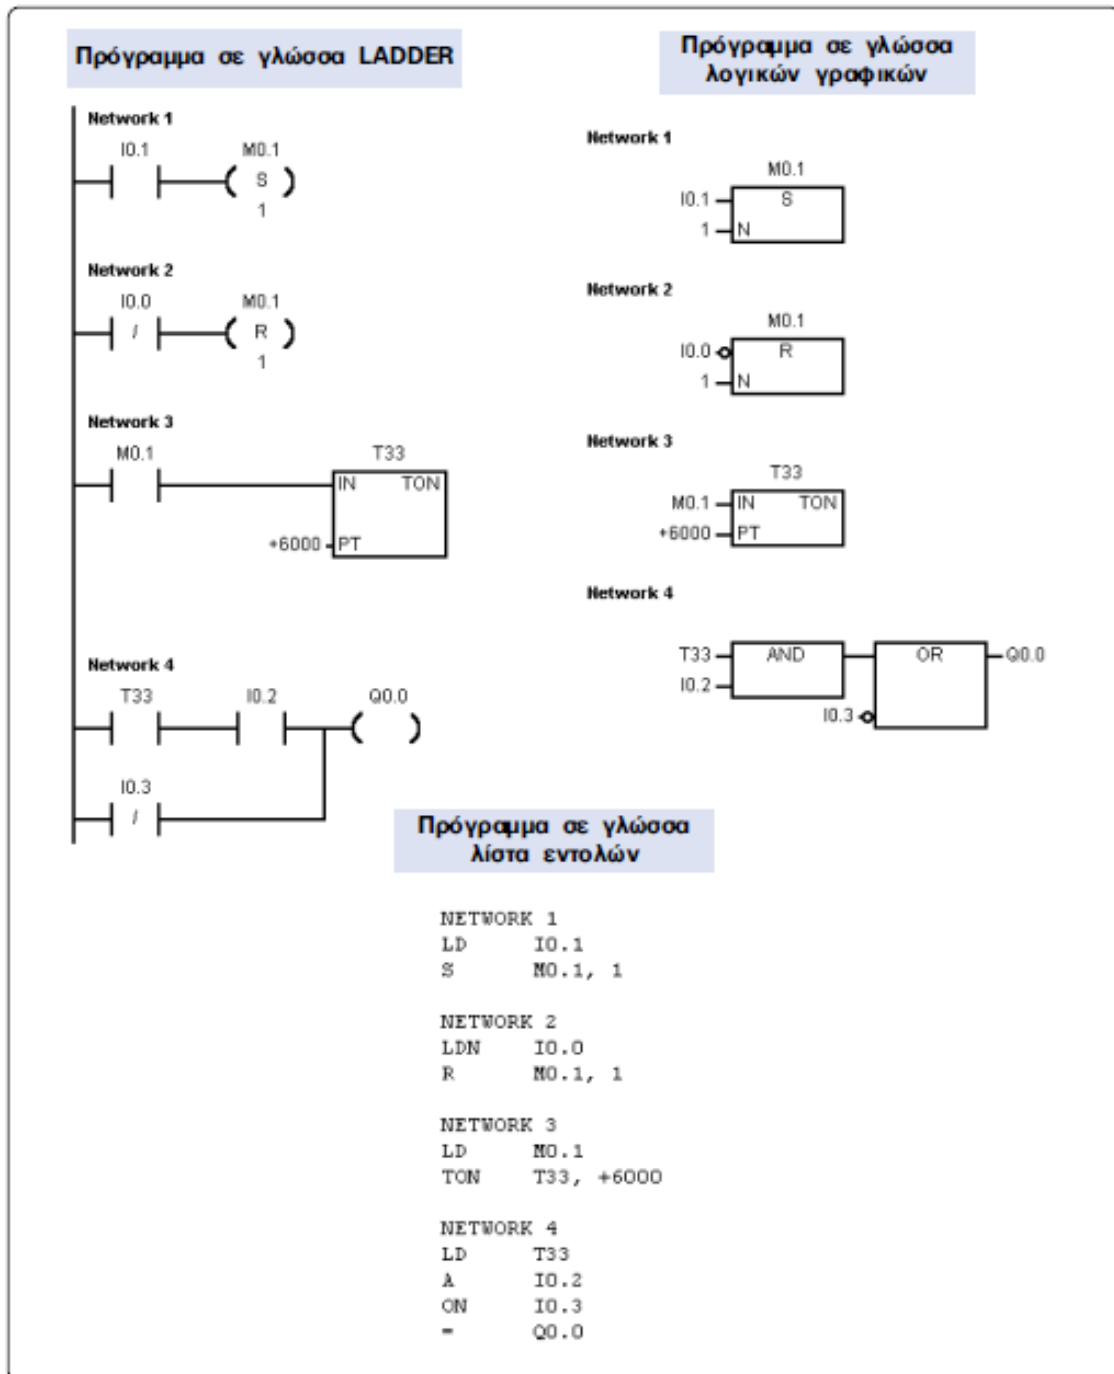 Πρόγραμμα σε γλώσσα LADDER
Network 1
I0.1 M0.1
S
1
Network 2
I0.0 M0.1
/ R
1
Network 3
M0.1 T33
IN TON
+6000 PT
Network 4
T33 I0.2 Q0.0
I0.3
/
Πρόγραμμα σε γλώσσα
λογικών γραφικών
Network 1
M0.1
I0.1 S
1 N
Network 2
M0.1
I0.0 R
1 N
Network 3
T33
M0.1 IN TON
+6000 PT
Network 4
T33 AND OR Q0.0
I0.2
I0.3
Πρόγραμμα σε γλώσσα
λίστα εντολών
NETWORK 1
LD I0.1
S M0.1, 1
NETWORK 2
LDN I0.0
R M0.1, 1
NETWORK 3
LD M0.1
TON T33, +6000
NETWORK 4
LD T33
A I0.2
ON I0.3
= Q0.0